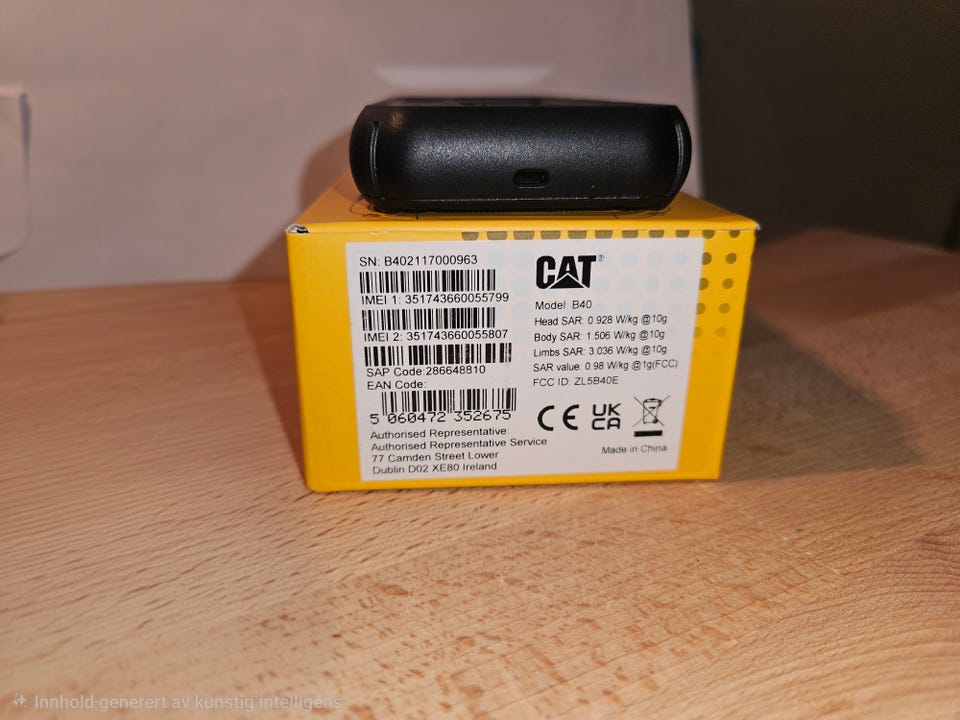 SN: B402117000963
IMEI 1: 351743660055799
IMEI 2: 351743660055807
SAP Code:286648810
EAN Code:
5 060472 352675
Authorised Representative:
Authorised Representative Service
77 Camden Street Lower
Dublin D02 XE80 Ireland
CAT®
Model B40
Head SAR: 0.928 W/kg @10g
Body SAR: 1.506 W/kg @10g
Limbs SAR: 3.036 W/kg @10g
SAR value: 0.98 W/kg @1g(FCC)
FCC ID: ZL5B40E
CE UK CA
Made in China
Innhold generert av kunstig intelligens